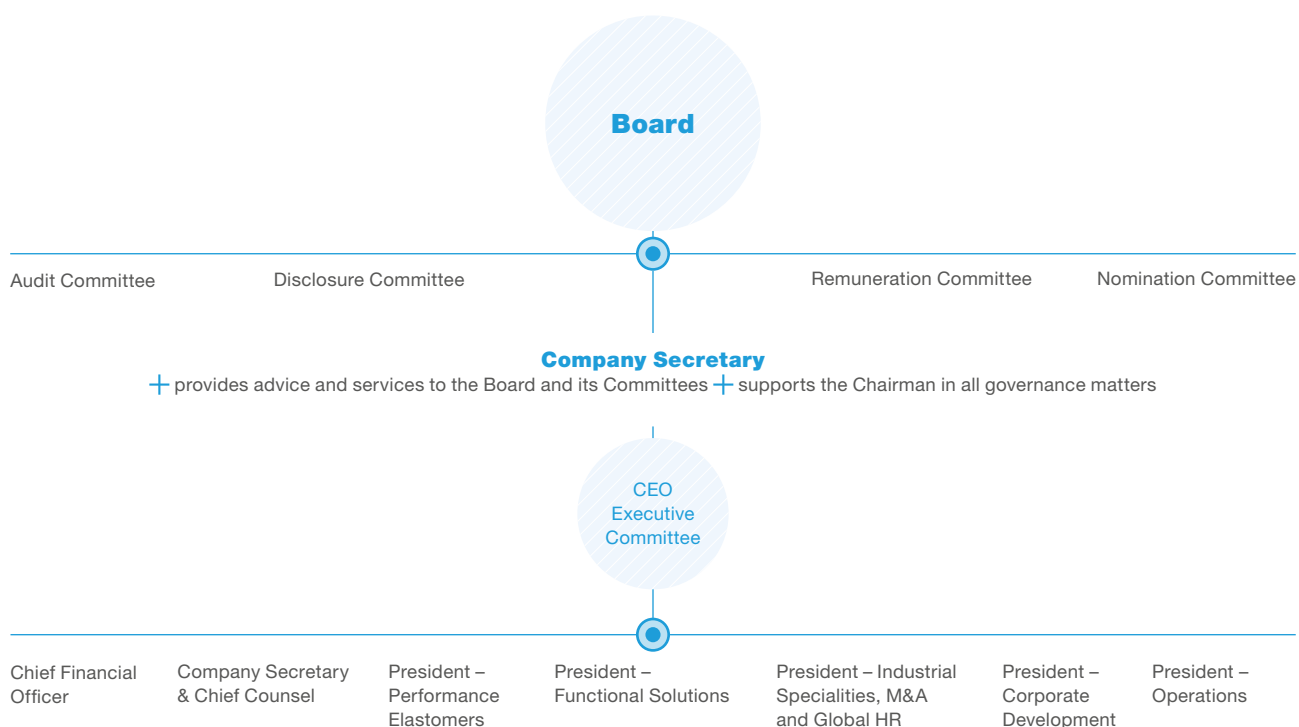 Board
Audit Committee
Disclosure Committee
Remuneration Committee
Nomination Committee
Company Secretary
+ provides advice and services to the Board and its Committees + supports the Chairman in all governance matters
CEO
Executive
Committee
Chief Financial
Officer
Company Secretary
& Chief Counsel
President –
Performance
Elastomers
President –
Functional Solutions
President – Industrial
Specialities, M&A
and Global HR
President –
Corporate
Development
President –
Operations